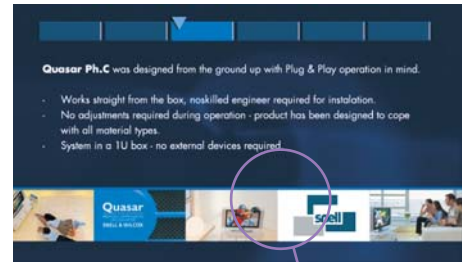 Quasar Ph.C was designed from the ground up with Plug & Play operation in mind.
- Works straight from the box, noskilled engineer required for instalation.
- No adjustments required during operation - product has been designed to cope
with all material types.
- System in a 1U box - no external devices required
Quasar
SNELL & WILCOX
snell